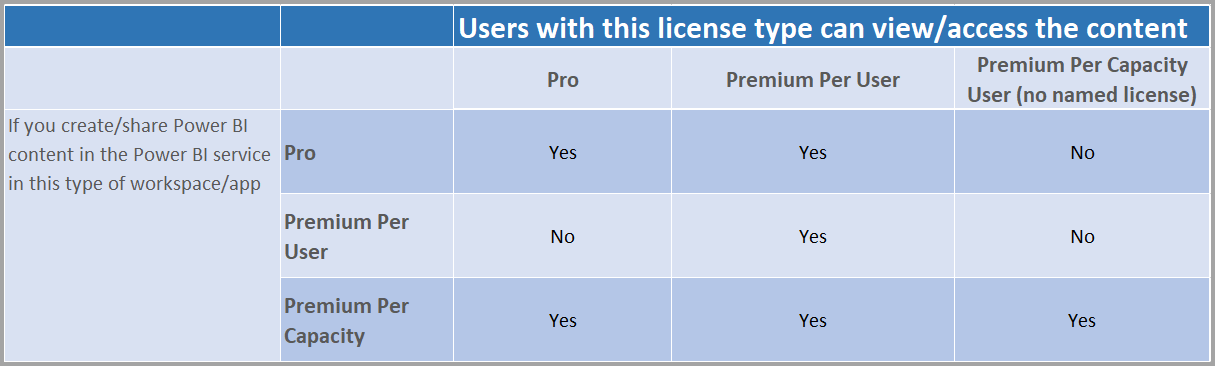 Users with this license type can view/access the content
Pro
Premium Per User
Premium Per Capacity
User (no named license)
If you create/share Power BI
content in the Power BI service
in this type of workspace/app
Pro
Yes
Yes
No
Premium Per
User
No
Yes
No
Premium Per
Capacity
Yes
Yes
Yes